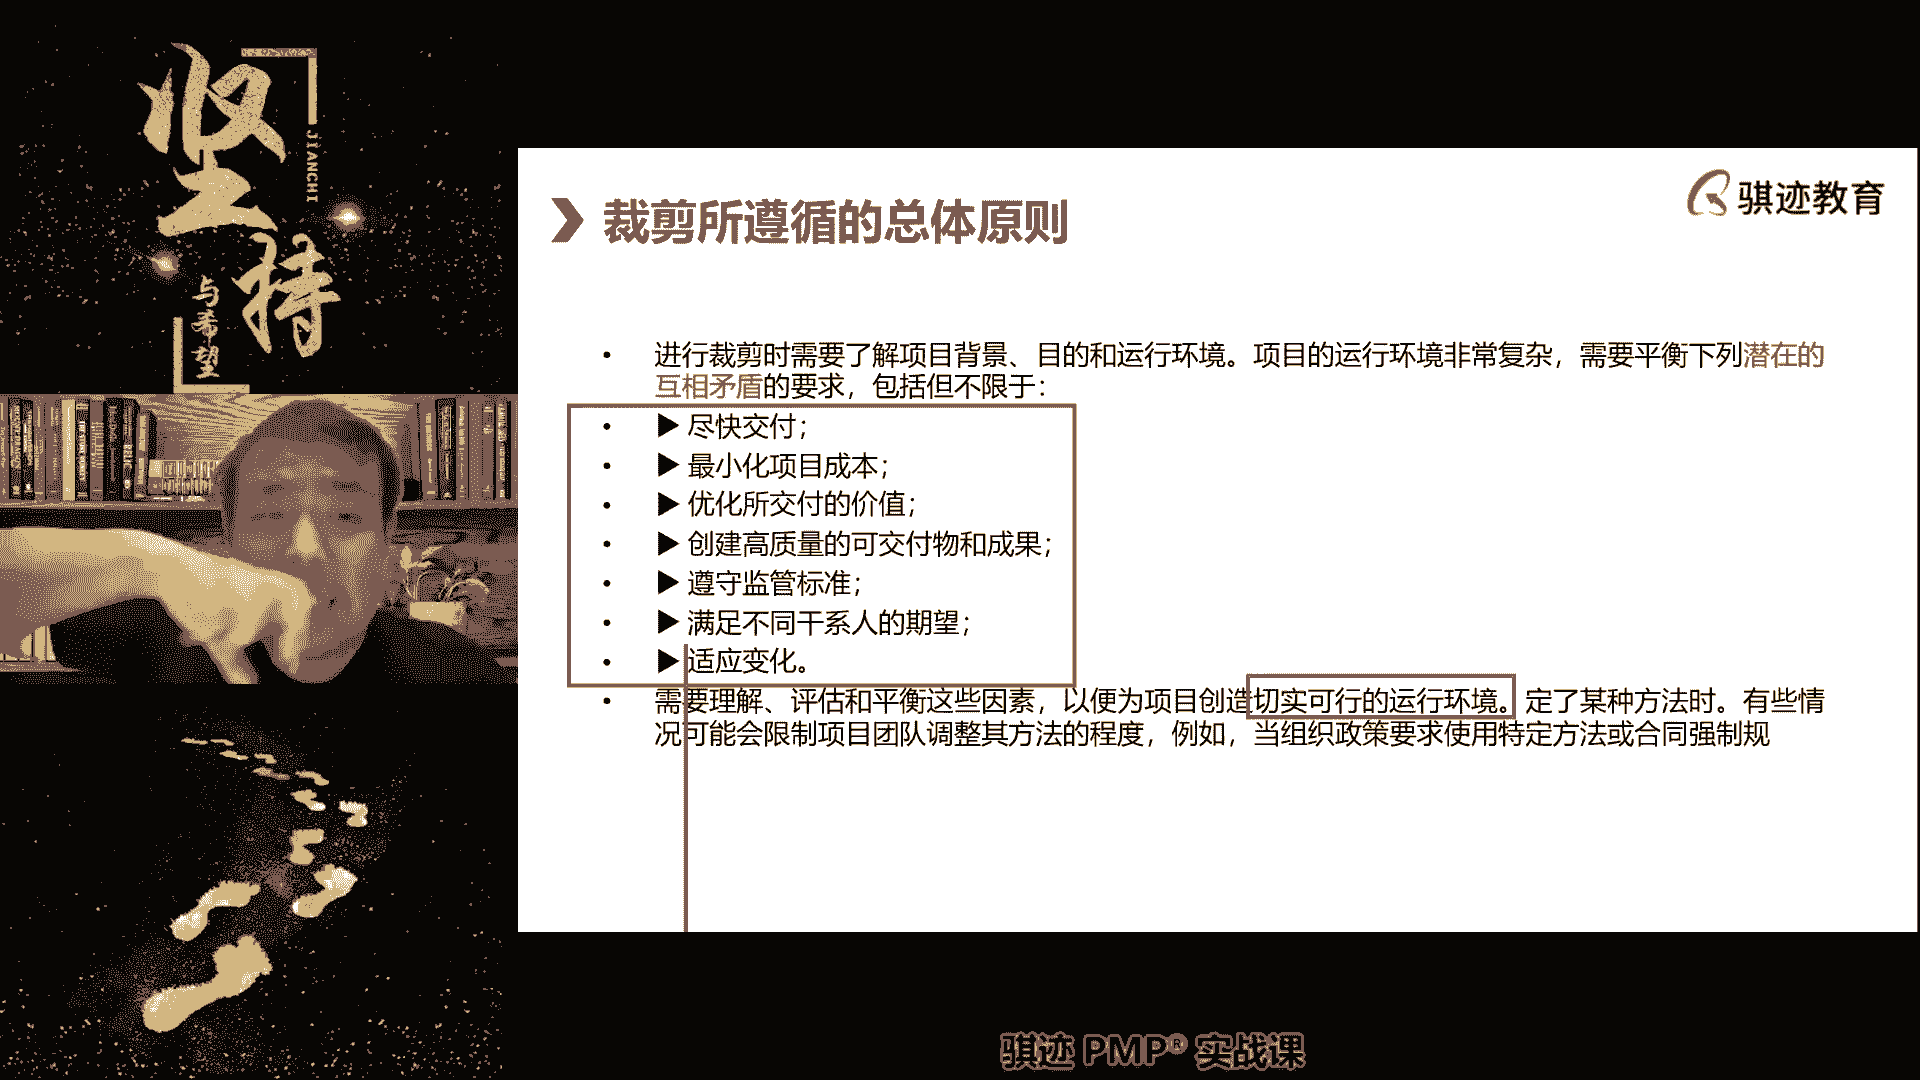 坚持
JIANCHI
与希望
骐迹教育
裁剪所遵循的总体原则
• 进行裁剪时需要了解项目背景、目的和运行环境。项目的运行环境非常复杂，需要平衡下列潜在的
互相矛盾的要求，包括但不限于：
• ▶ 尽快交付；
• ▶ 最小化项目成本；
• ▶ 优化所交付的价值；
• ▶ 创建高质量的可交付物和成果；
• ▶ 遵守监管标准；
• ▶ 满足不同干系人的期望；
• ▶ 适应变化。
• 需要理解、评估和平衡这些因素，以便为项目创造切实可行的运行环境。定了某种方法时。有些情
况可能会限制项目团队调整其方法的程度，例如，当组织政策要求使用特定方法或合同强制规
骐迹 PMP® 实战课